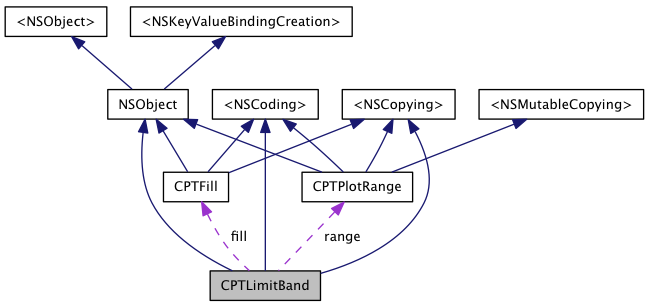 <NSObject>
<NSKeyValueBindingCreation>
NSObject
<NSCoding>
<NSCopying>
<NSMutableCopying>
CPTFill
CPTPlotRange
fill
range
CPTLimitBand